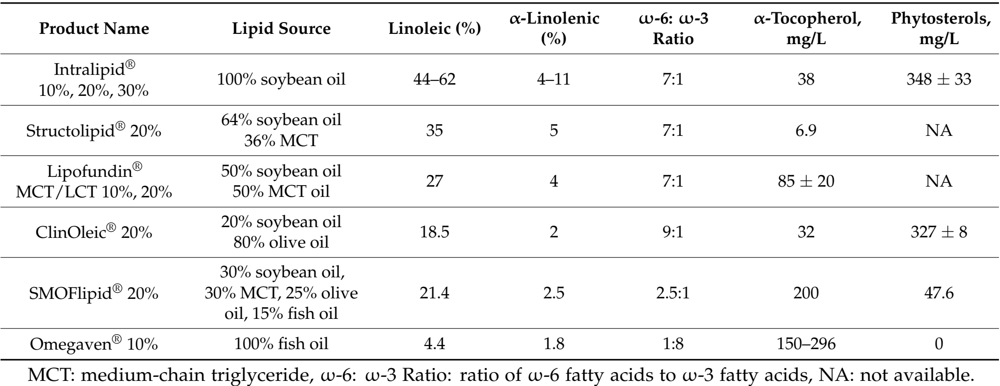 Product Name Lipid Source Linoleic (%) α-Linolenic (%) ω-6: ω-3 Ratio α-Tocopherol, mg/L Phytosterols, mg/L
Intralipid® 10%, 20%, 30% 100% soybean oil 44–62 4–11 7:1 38 348 ± 33
Structolipid® 20% 64% soybean oil 36% MCT 35 5 7:1 6.9 NA
Lipofundin® MCT/LCT 10%, 20% 50% soybean oil 50% MCT oil 27 4 7:1 85 ± 20 NA
ClinOleic® 20% 20% soybean oil 80% olive oil 18.5 2 9:1 32 327 ± 8
SMOFlipid® 20% 30% soybean oil, 30% MCT, 25% olive oil, 15% fish oil 21.4 2.5 2.5:1 200 47.6
Omegaven® 10% 100% fish oil 4.4 1.8 1:8 150–296 0
MCT: medium-chain triglyceride, ω-6: ω-3 Ratio: ratio of ω-6 fatty acids to ω-3 fatty acids, NA: not available.